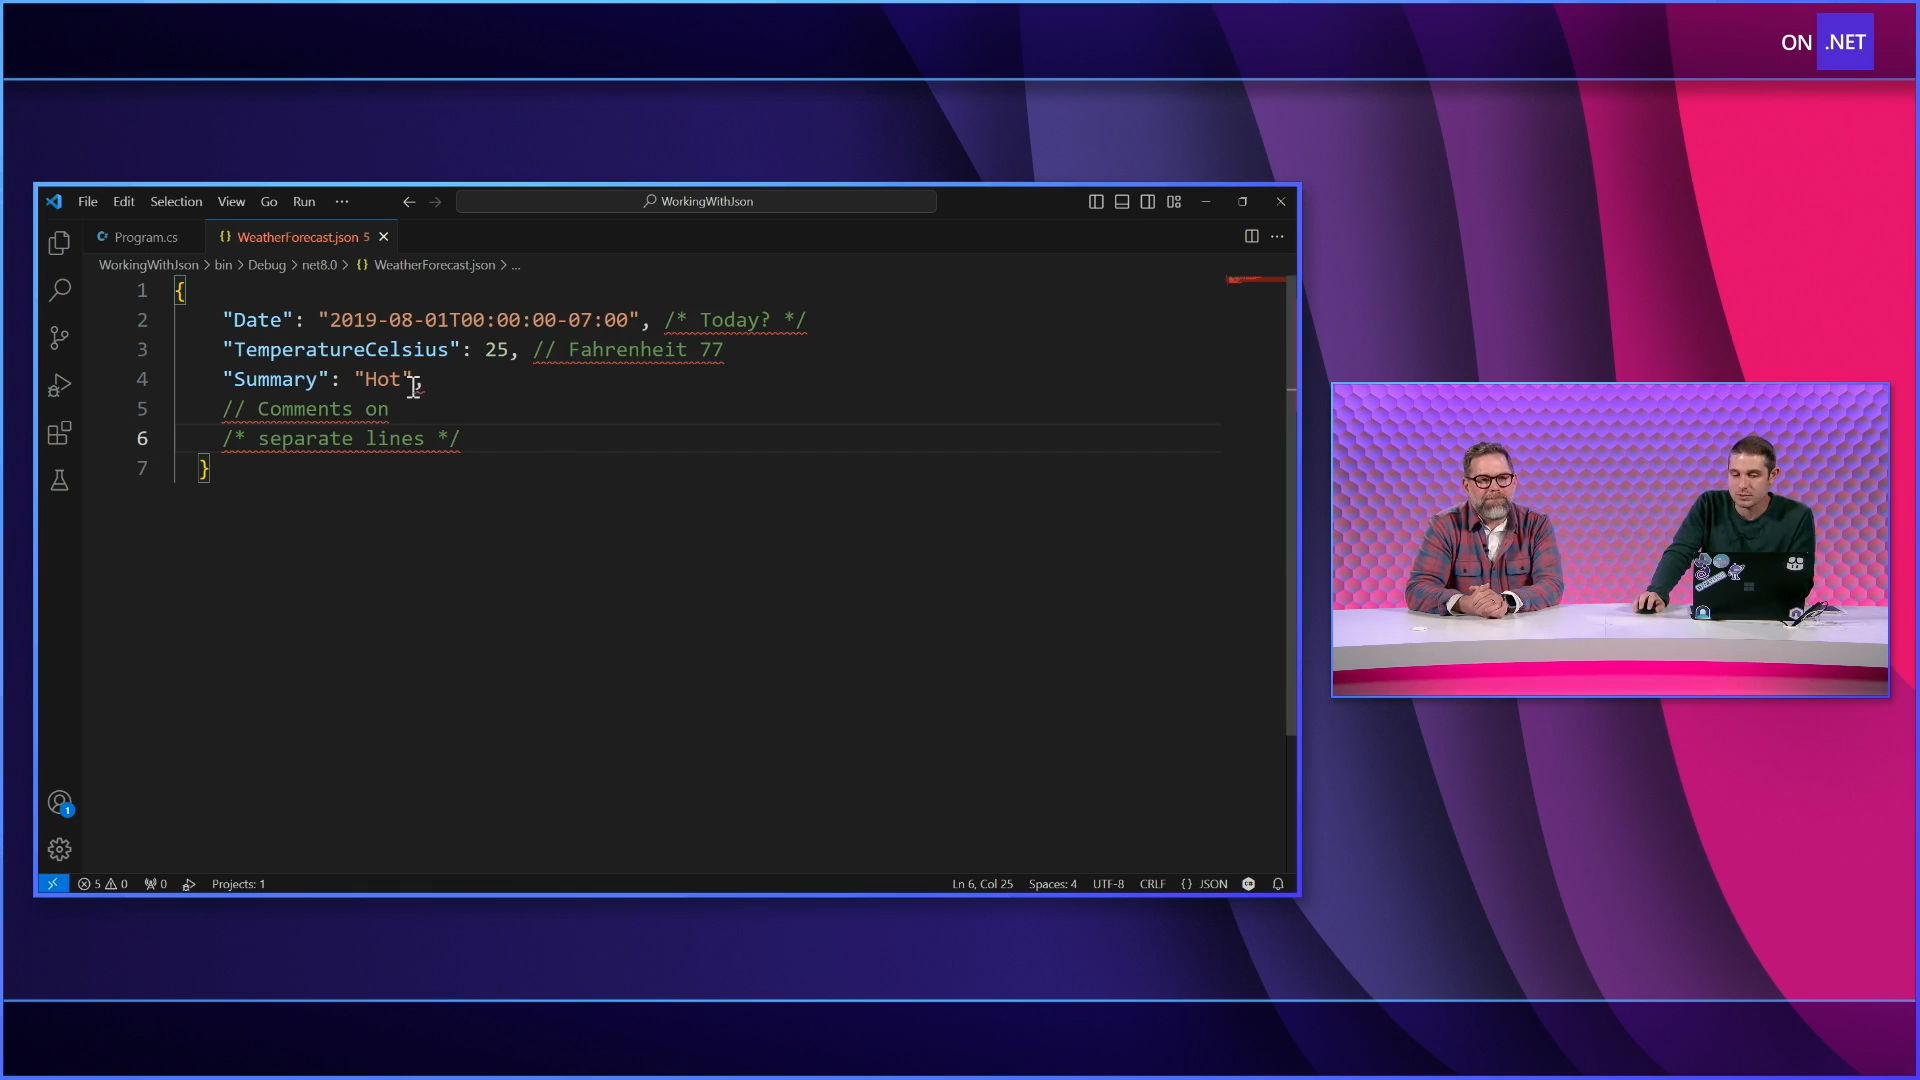 ON .NET
File Edit Selection View Go Run ··· WorkingWithJson
Program.cs WeatherForecast.json 5
WorkingWithJson > bin > Debug > net8.0 > {} WeatherForecast.json > ...
1 {
2 "Date": "2019-08-01T00:00:00-07:00", /* Today? */
3 "TemperatureCelsius": 25, // Fahrenheit 77
4 "Summary": "Hot",
5 // Comments on
6 /* separate lines */
7 }
1
5 0 0 Projects: 1 Ln 6, Col 25 Spaces: 4 UTF-8 CRLF {} JSON